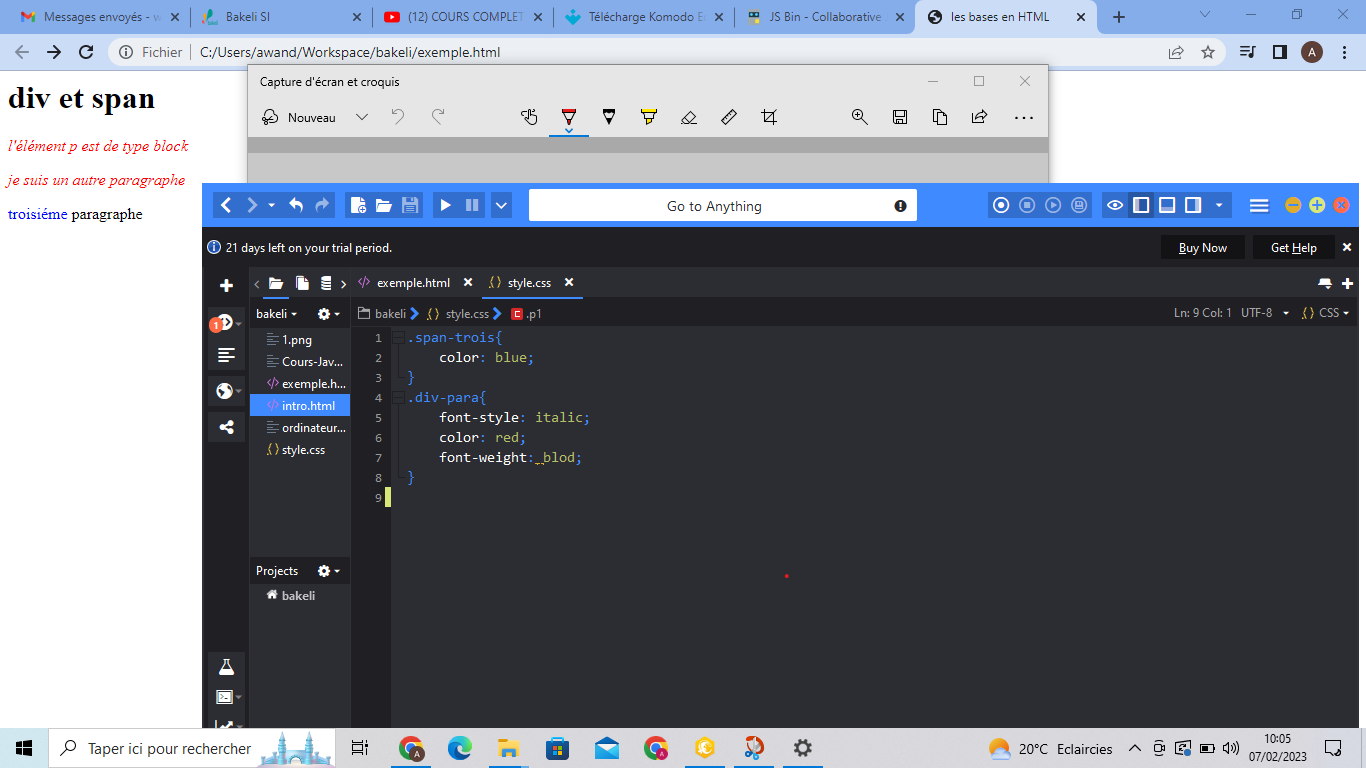 Messages envoyés - w
Bakeli SI
(12) COURS COMPLET
Télécharge Komodo E
JS Bin - Collaborative
les bases en HTML
Fichier
C:/Users/awand/Workspace/bakeli/exemple.html
A
div et span
l'élément p est de type block
je suis un autre paragraphe
troisiéme paragraphe
Capture d'écran et croquis
Nouveau
Go to Anything
21 days left on your trial period.
Buy Now
Get Help
exemple.html
style.css
bakeli
bakeli
style.css
.p1
Ln: 9 Col: 1
UTF-8
CSS
1
1.png
Cours-Jav...
exemple.h...
intro.html
ordinateur...
style.css
1 .span-trois{
2 color: blue;
3 }
4 .div-para{
5 font-style: italic;
6 color: red;
7 font-weight: blod;
8 }
9
Projects
bakeli
Taper ici pour rechercher
A
A
20°C Eclaircies
10:05
07/02/2023